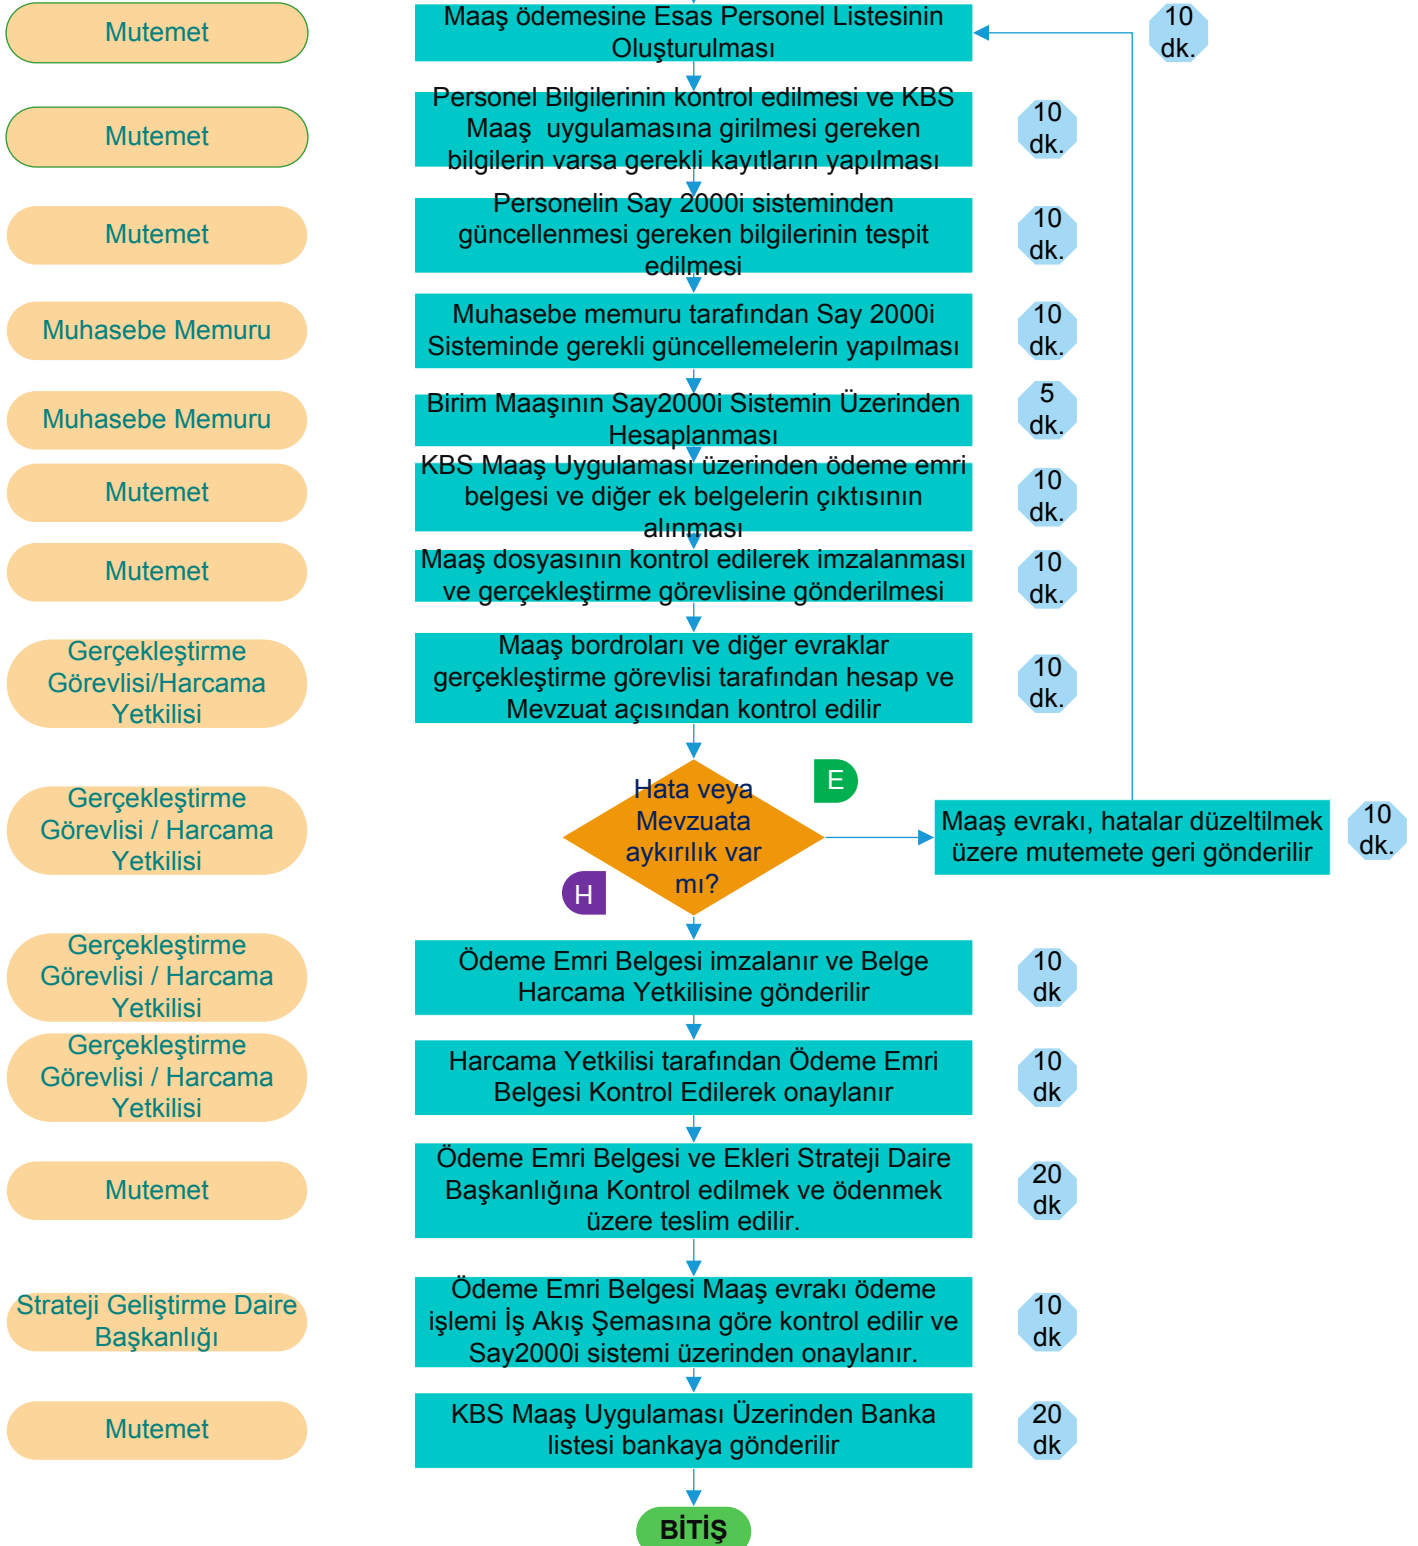 Mutemet
Maaş ödemesine Esas Personel Listesinin
Oluşturulması
10
dk.
Mutemet
Personel Bilgilerinin kontrol edilmesi ve KBS
Maaş  uygulamasına girilmesi gereken
bilgilerin varsa gerekli kayıtların yapılması
10
dk.
Mutemet
Personelin Say 2000i sisteminden
güncellenmesi gereken bilgilerinin tespit
edilmesi
10
dk.
Muhasebe Memuru
Muhasebe memuru tarafından Say 2000i
Sisteminde gerekli güncellemelerin yapılması
10
dk.
Muhasebe Memuru
Birim Maaşının Say2000i Sistemin Üzerinden
Hesaplanması
5
dk.
Mutemet
KBS Maaş Uygulaması üzerinden ödeme emri
belgesi ve diğer ek belgelerin çıktısının
alınması
10
dk.
Mutemet
Maaş dosyasının kontrol edilerek imzalanması
ve gerçekleştirme görevlisine gönderilmesi
10
dk.
Gerçekleştirme
Görevlisi/Harcama
Yetkilisi
Maaş bordroları ve diğer evraklar
gerçekleştirme görevlisi tarafından hesap ve
Mevzuat açısından kontrol edilir
10
dk.
Gerçekleştirme
Görevlisi / Harcama
Yetkilisi
Hata veya
Mevzuata
aykırılık var
mı?
E
H
Maaş evrakı, hatalar düzeltilmek
üzere mutemete geri gönderilir
10
dk.
Gerçekleştirme
Görevlisi / Harcama
Yetkilisi
Ödeme Emri Belgesi imzalanır ve Belge
Harcama Yetkilisine gönderilir
10
dk
Gerçekleştirme
Görevlisi / Harcama
Yetkilisi
Harcama Yetkilisi tarafından Ödeme Emri
Belgesi Kontrol Edilerek onaylanır
10
dk
Mutemet
Ödeme Emri Belgesi ve Ekleri Strateji Daire
Başkanlığına Kontrol edilmek ve ödenmek
üzere teslim edilir.
20
dk
Strateji Geliştirme Daire
Başkanlığı
Ödeme Emri Belgesi Maaş evrakı ödeme
işlemi İş Akış Şemasına göre kontrol edilir ve
Say2000i sistemi üzerinden onaylanır.
10
dk
Mutemet
KBS Maaş Uygulaması Üzerinden Banka
listesi bankaya gönderilir
20
dk
BİTİŞ